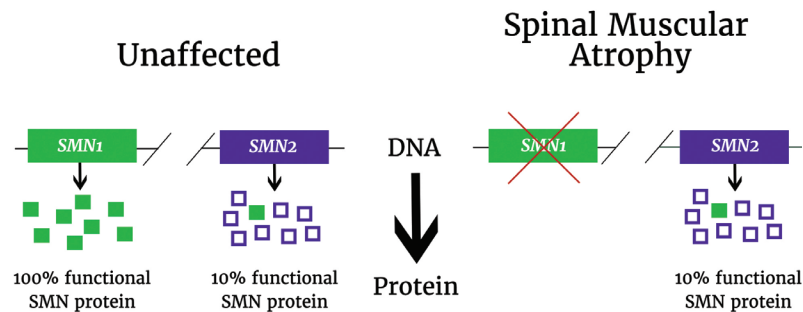 Unaffected
Spinal Muscular
Atrophy
SMN1
SMN2
DNA
SMN1
SMN2
100% functional
SMN protein
10% functional
SMN protein
Protein
10% functional
SMN protein